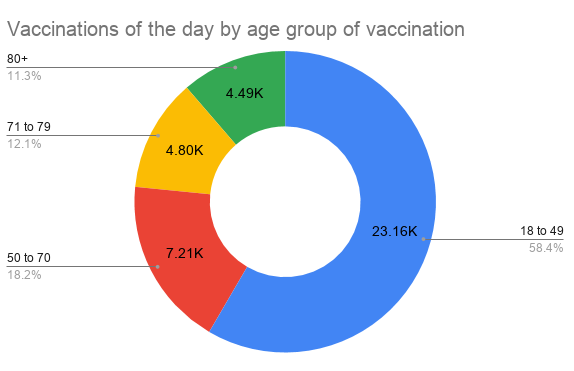 Vaccinations of the day by age group of vaccination
80+
11.3%
4.49K
71 to 79
12.1%
4.80K
23.16K
18 to 49
58.4%
50 to 70
18.2%
7.21K